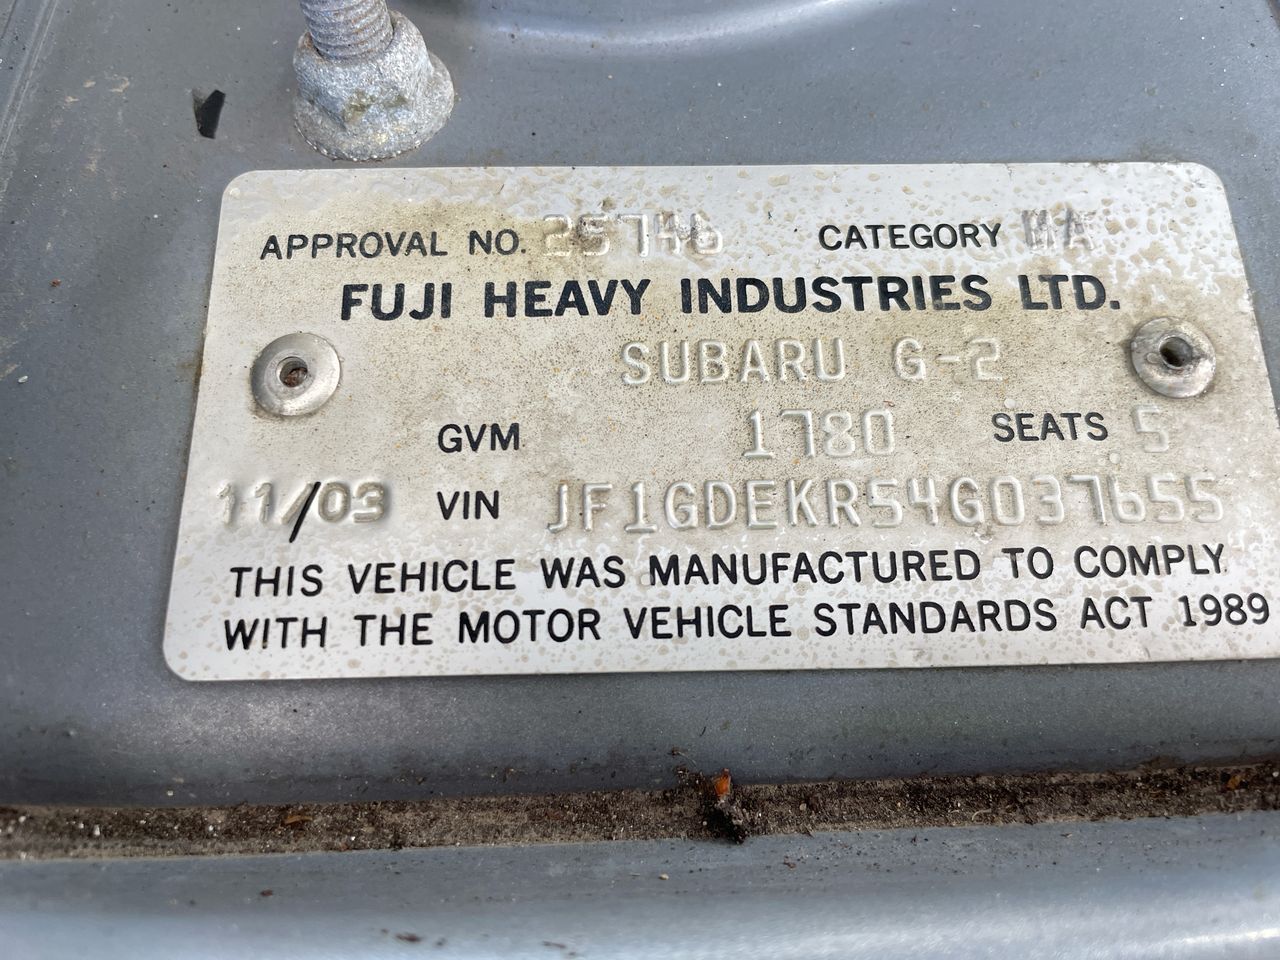 APPROVAL NO. 25746 CATEGORY MA
FUJI HEAVY INDUSTRIES LTD.
SUBARU G-2
GVM 1780 SEATS 5
11/03 VIN JF1GDEKR54G037655
THIS VEHICLE WAS MANUFACTURED TO COMPLY
WITH THE MOTOR VEHICLE STANDARDS ACT 1989